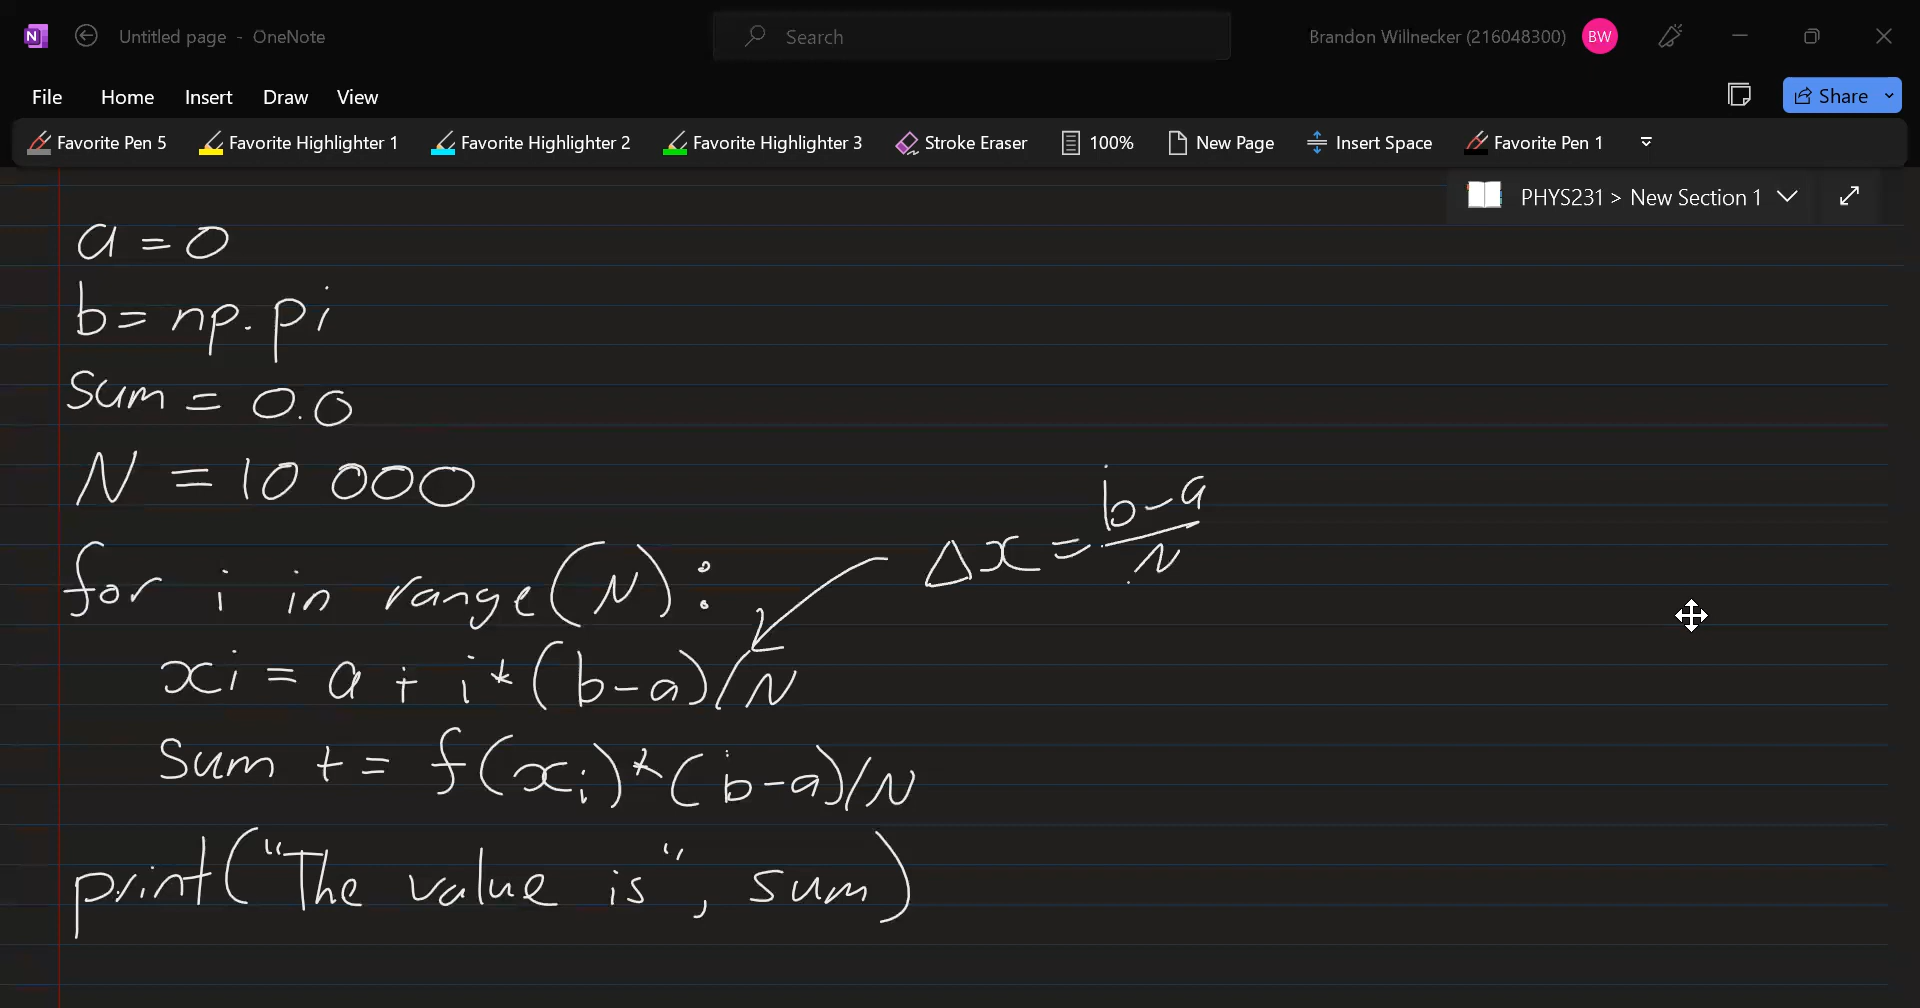 Untitled page - OneNote
Search
Brandon Willnecker (216048300) BW
File Home Insert Draw View
Share
Favorite Pen 5 Favorite Highlighter 1 Favorite Highlighter 2 Favorite Highlighter 3 Stroke Eraser 100% New Page Insert Space Favorite Pen 1
PHYS231 > New Section 1
a = 0
b = np.pi
sum = 0.0
N = 10 000
for i in range(N):
Δx = b-a/N
xi = a + i*(b-a)/N
sum += f(xi)*(b-a)/N
print("The value is", sum)